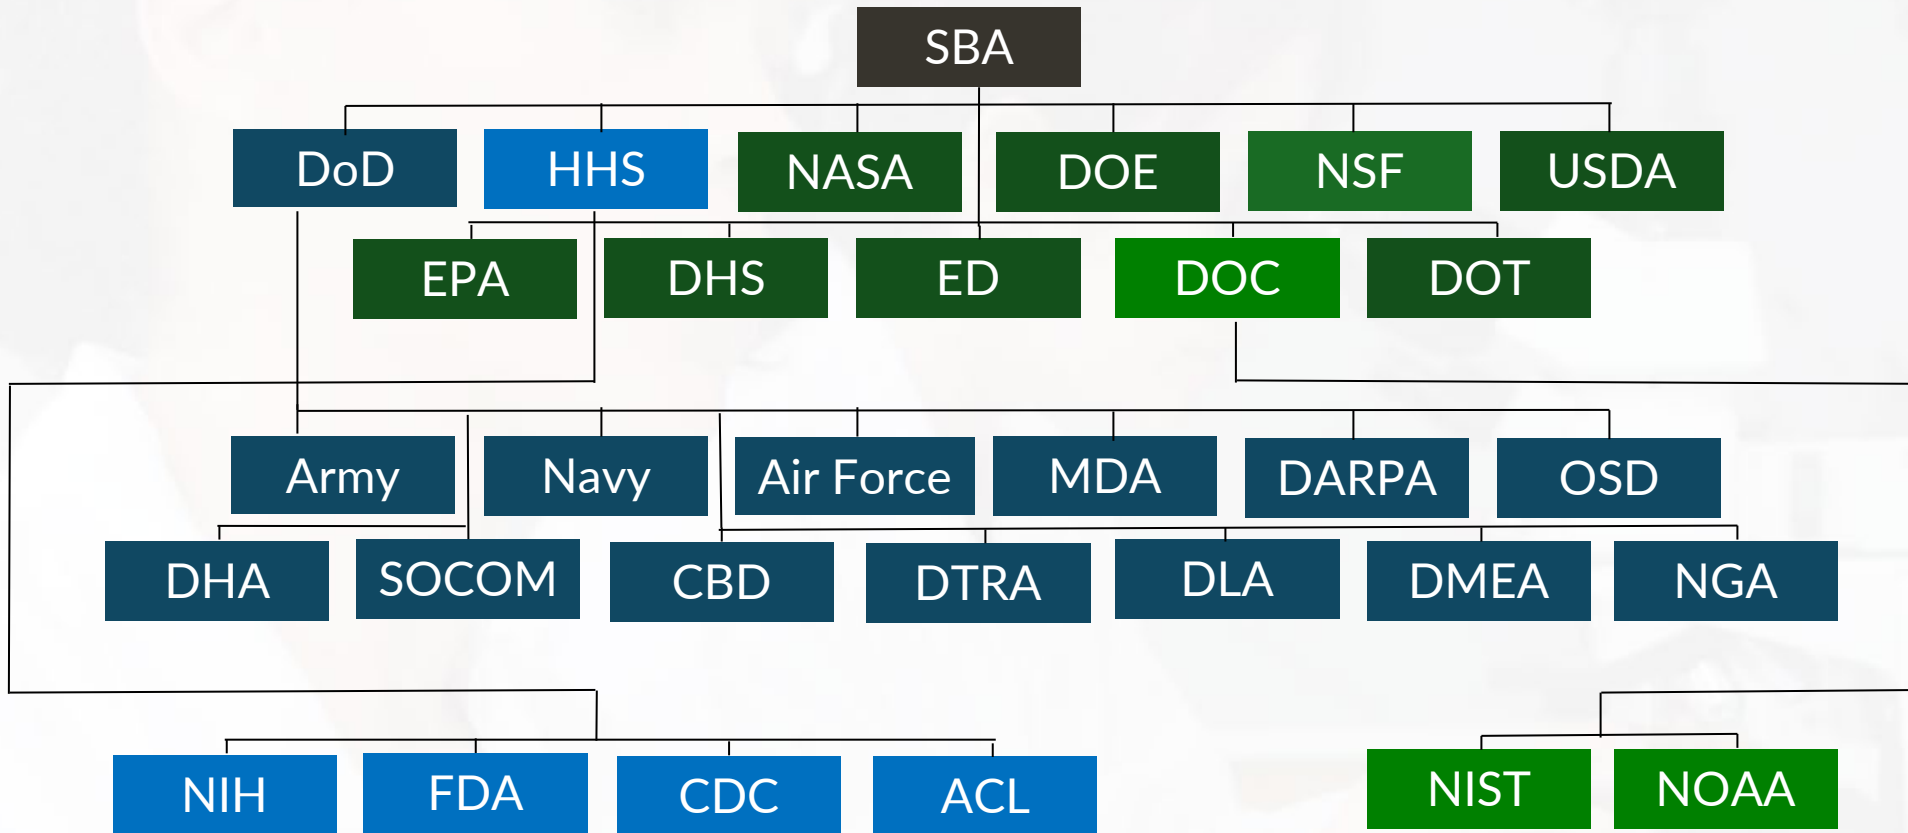 SBA
DoD
HHS
NASA
DOE
NSF
USDA
EPA
DHS
ED
DOC
DOT
Army
Navy
Air Force
MDA
DARPA
OSD
DHA
SOCOM
CBD
DTRA
DLA
DMEA
NGA
NIH
FDA
CDC
ACL
NIST
NOAA